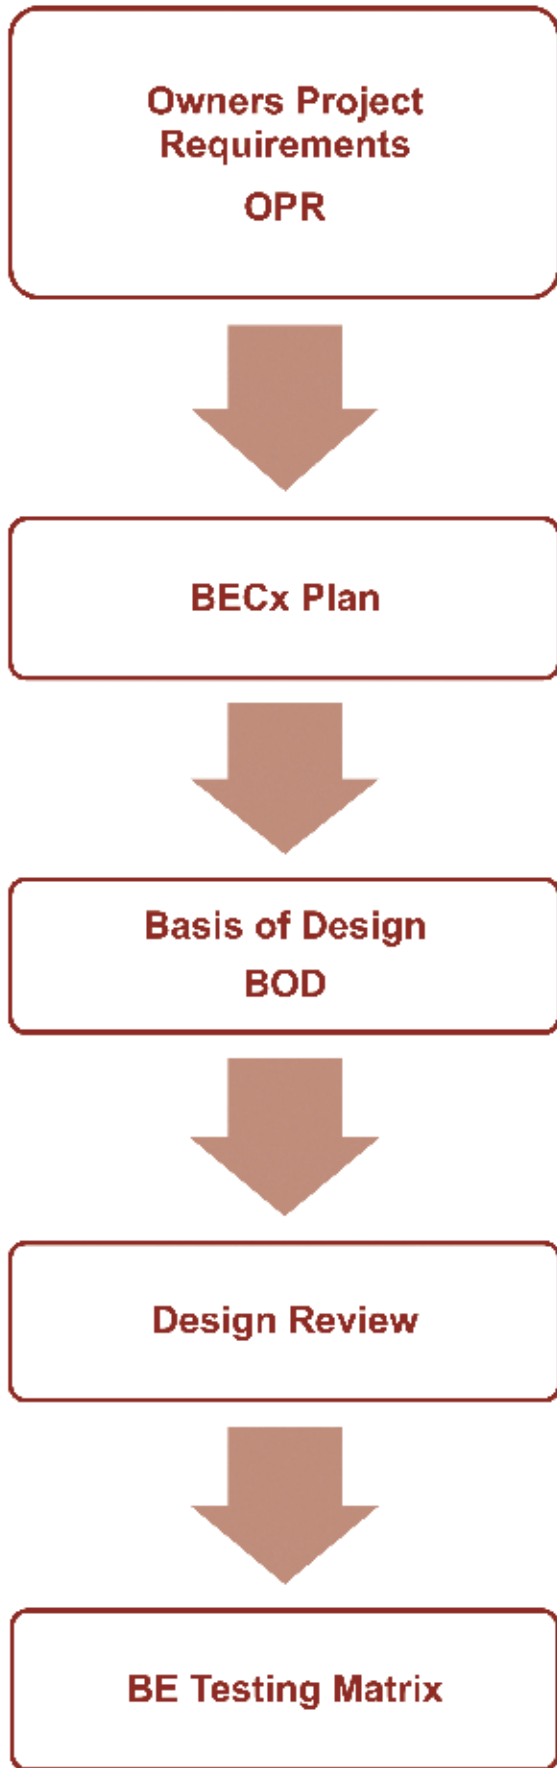 Owners Project
Requirements
OPR
BECx Plan
Basis of Design
BOD
Design Review
BE Testing Matrix